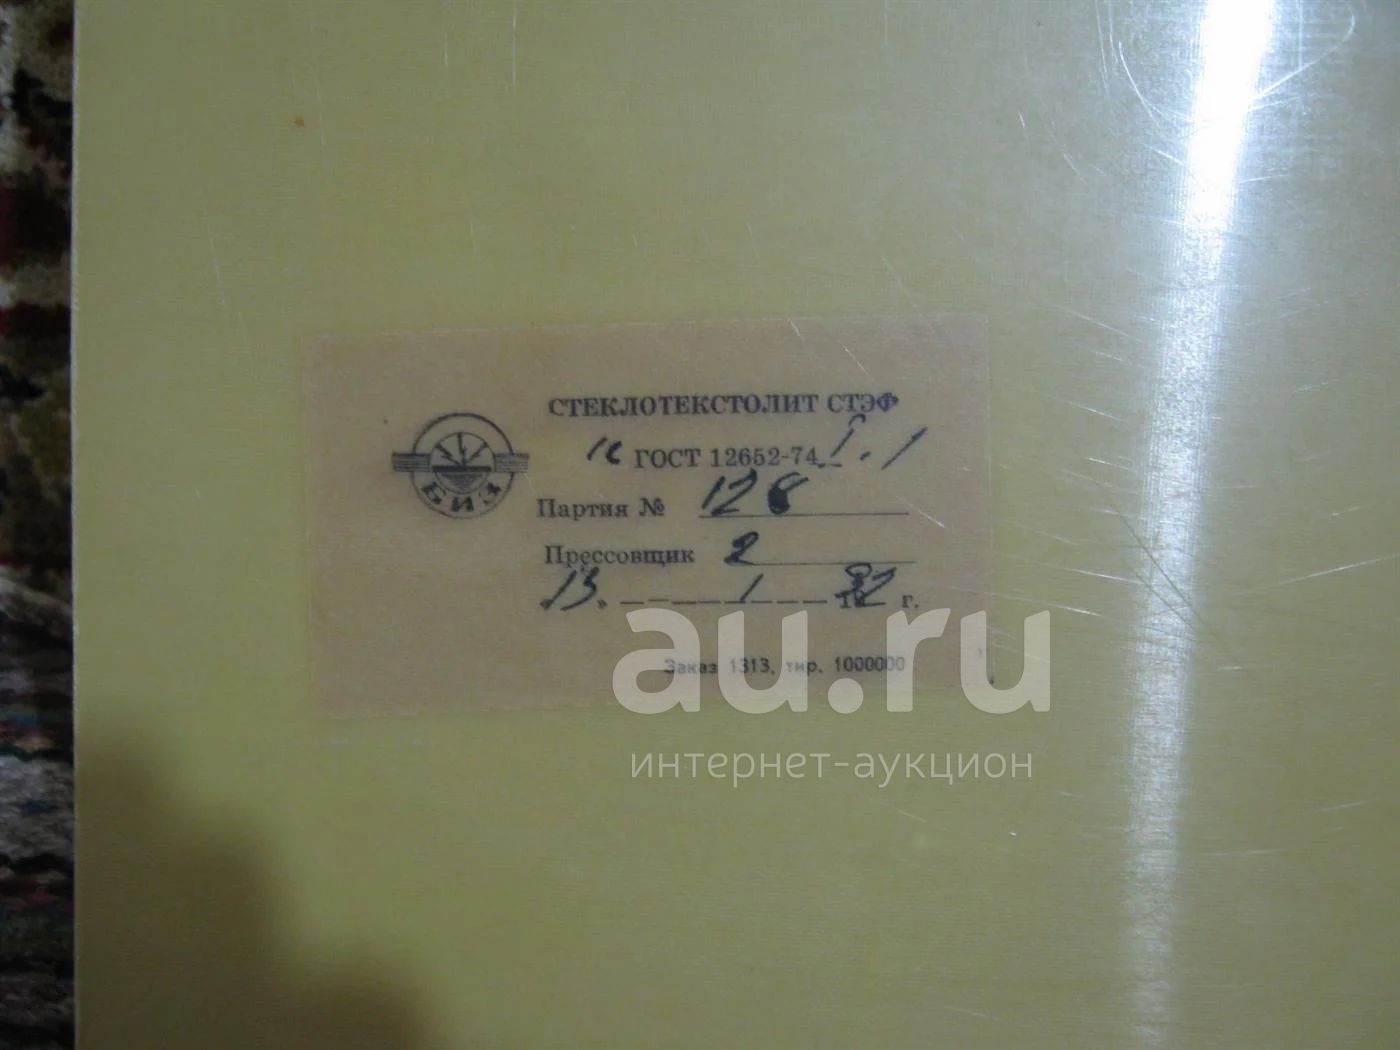 СТЕКЛОТЕКСТОЛИТ СТЭФ
ГОСТ 12652-74
БИЗ
Партия № 128
Прессовщик 2
13 1 82 г.
Заказ 1313, тир. 1000000
au.ru
интернет-аукцион